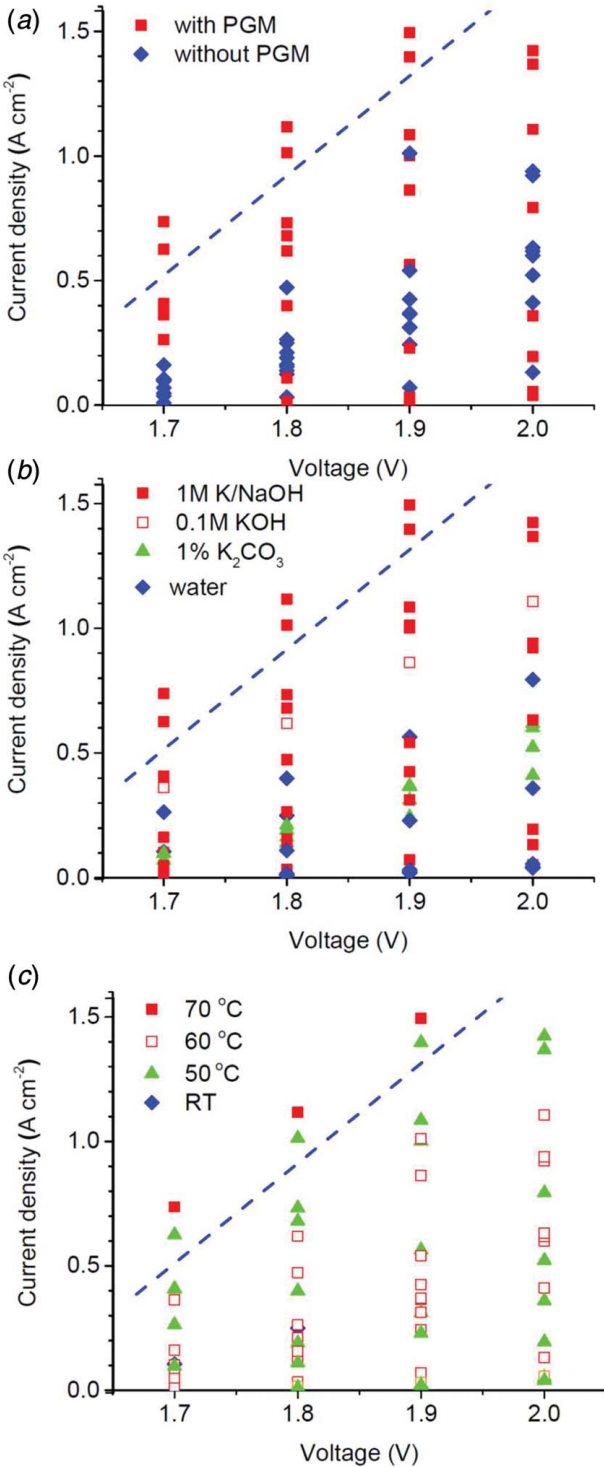 (a)
with PGM
without PGM
Current density (A cm⁻²)
1.5
1.0
0.5
0.0
1.7 1.8 1.9 2.0
Voltage (V)
(b)
1M K/NaOH
0.1M KOH
1% K₂CO₃
water
Current density (A cm⁻²)
1.5
1.0
0.5
0.0
1.7 1.8 1.9 2.0
Voltage (V)
(c)
70 °C
60 °C
50 °C
RT
Current density (A cm⁻²)
1.5
1.0
0.5
0.0
1.7 1.8 1.9 2.0
Voltage (V)